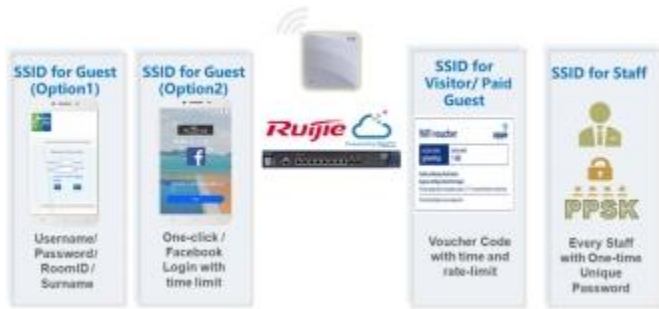 SSID for Guest
(Option1)
Username/
Password/
RoomID/
Surname
SSID for Guest
(Option2)
One-click /
Facebook
Login with
time limit
Ruijie
SSID for
Visitor/ Paid
Guest
WiFi voucher
Voucher Code
with time and
rate-limit
SSID for Staff
PPSK
Every Staff
with One-time
Unique
Password